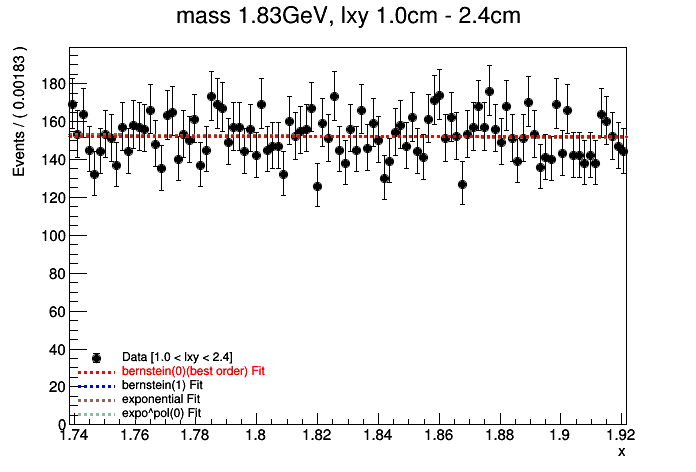 mass 1.83GeV, lxy 1.0cm - 2.4cm
Events / ( 0.00183 )
180
160
140
120
100
80
60
40
20
0
Data [1.0 < lxy < 2.4]
bernstein(0)(best order) Fit
bernstein(1) Fit
exponential Fit
expo^pol(0) Fit
1.74 1.76 1.78 1.8 1.82 1.84 1.86 1.88 1.9 1.92
x